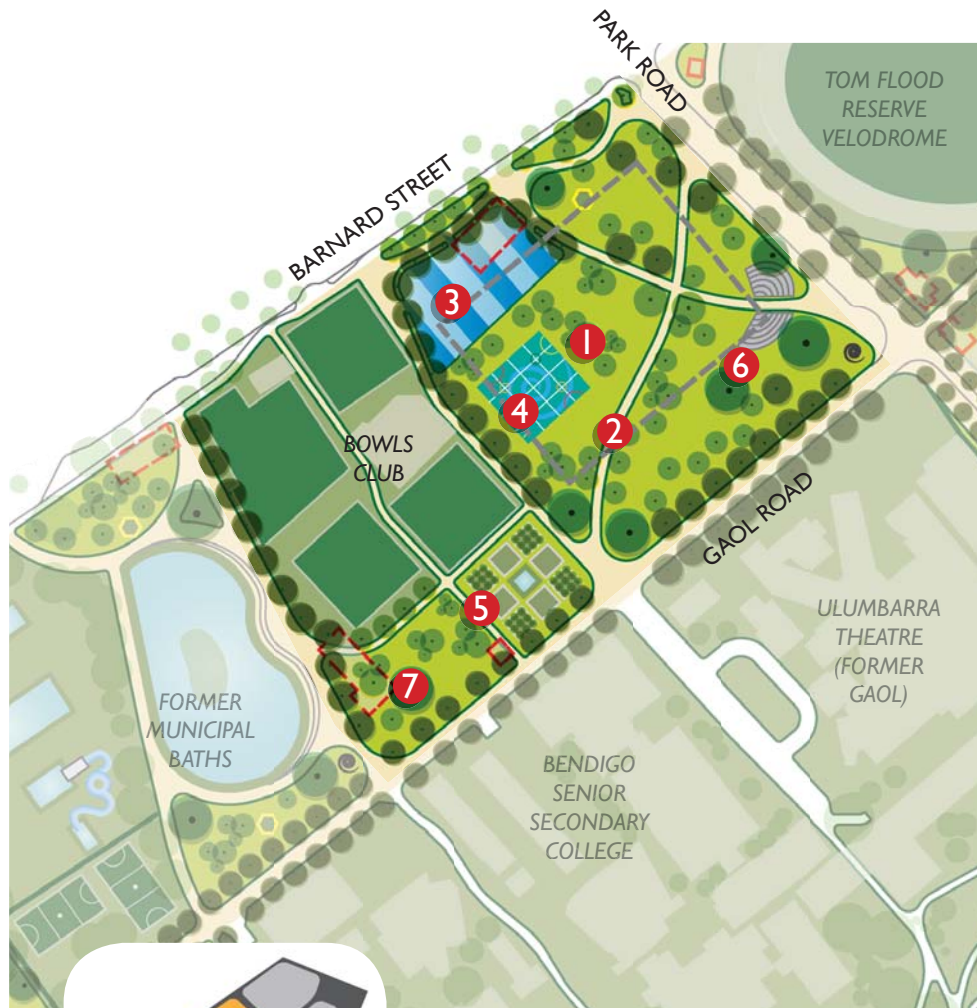 PARK ROAD
TOM FLOOD
RESERVE
VELODROME
BARNARD STREET
3
1
6
4
2
BOWLS
CLUB
GAOL ROAD
5
ULUMBARRA
THEATRE
(FORMER
GAOL)
7
FORMER
MUNICIPAL
BATHS
BENDIGO
SENIOR
SECONDARY
COLLEGE